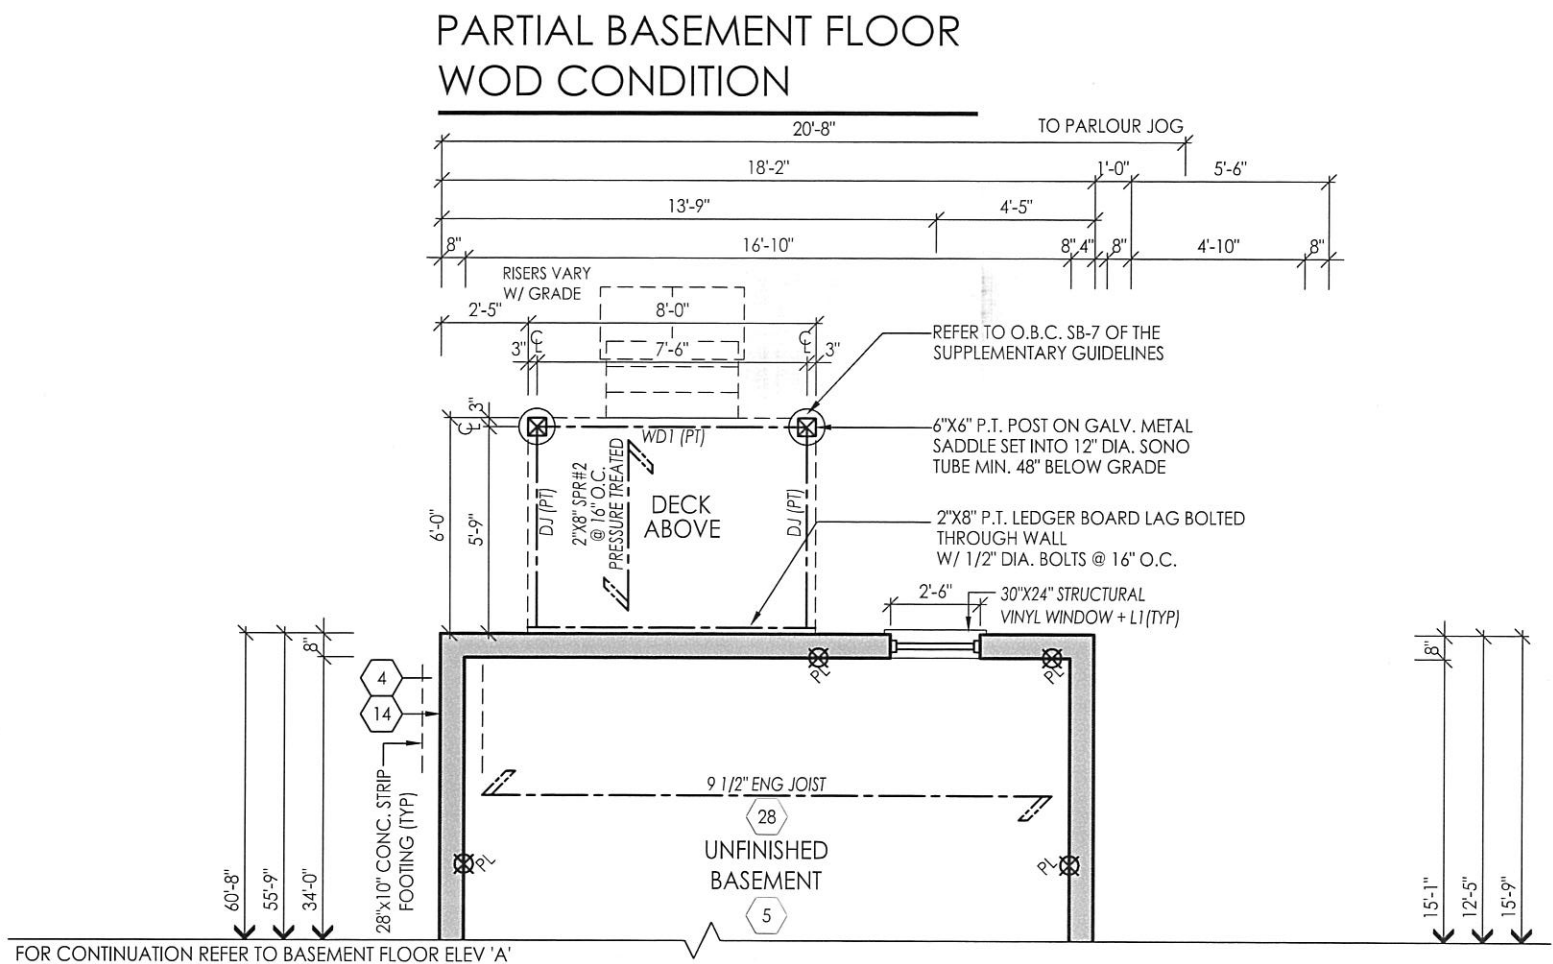 PARTIAL BASEMENT FLOOR
WOD CONDITION
20'-8"
TO PARLOUR JOG
18'-2"
1'-0"
5'-6"
13'-9"
4'-5"
8"
16'-10"
8"
4"
8"
4'-10"
8"
RISERS VARY
W/ GRADE
2'-5"
8'-0"
3"
CL
7'-6"
CL
3"
REFER TO O.B.C. SB-7 OF THE
SUPPLEMENTARY GUIDELINES
3"
CL
6'-0"
5'-9"
WD1 (PT)
6"X6" P.T. POST ON GALV. METAL
SADDLE SET INTO 12" DIA. SONO
TUBE MIN. 48" BELOW GRADE
DJ (PT)
2"X8" SPR#2
@ 16" O.C.
PRESSURE TREATED
DECK
ABOVE
DJ (PT)
2"X8" P.T. LEDGER BOARD LAG BOLTED
THROUGH WALL
W/ 1/2" DIA. BOLTS @ 16" O.C.
2'-6"
30"X24" STRUCTURAL
VINYL WINDOW + L1(TYP)
8"
8"
4
14
PL
PL
28"x10" CONC. STRIP
FOOTING (TYP)
9 1/2" ENG JOIST
28
UNFINISHED
BASEMENT
5
PL
PL
60'-8"
55'-9"
34'-0"
15'-1"
12'-5"
15'-9"
FOR CONTINUATION REFER TO BASEMENT FLOOR ELEV 'A'